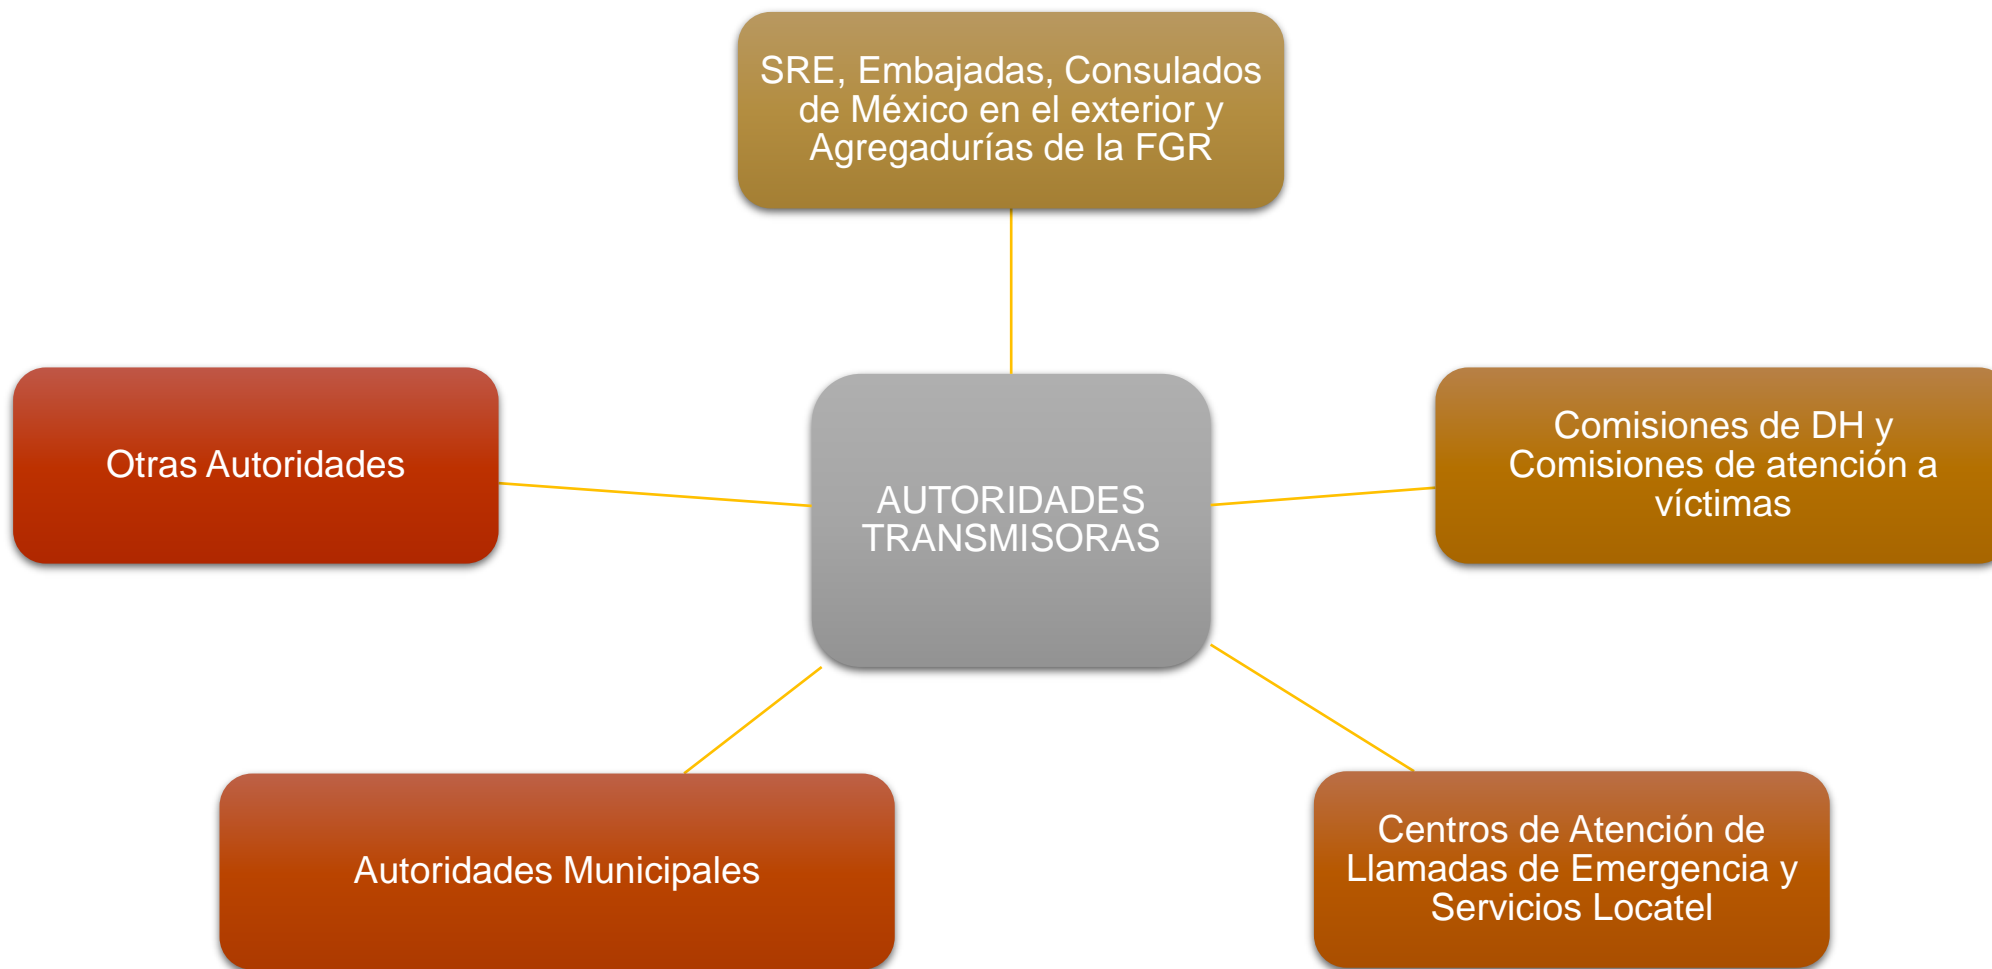 SRE, Embajadas, Consulados
de México en el exterior y
Agregadurías de la FGR
Otras Autoridades
AUTORIDADES
TRANSMISORAS
Comisiones de DH y
Comisiones de atención a
víctimas
Autoridades Municipales
Centros de Atención de
Llamadas de Emergencia y
Servicios Locatel